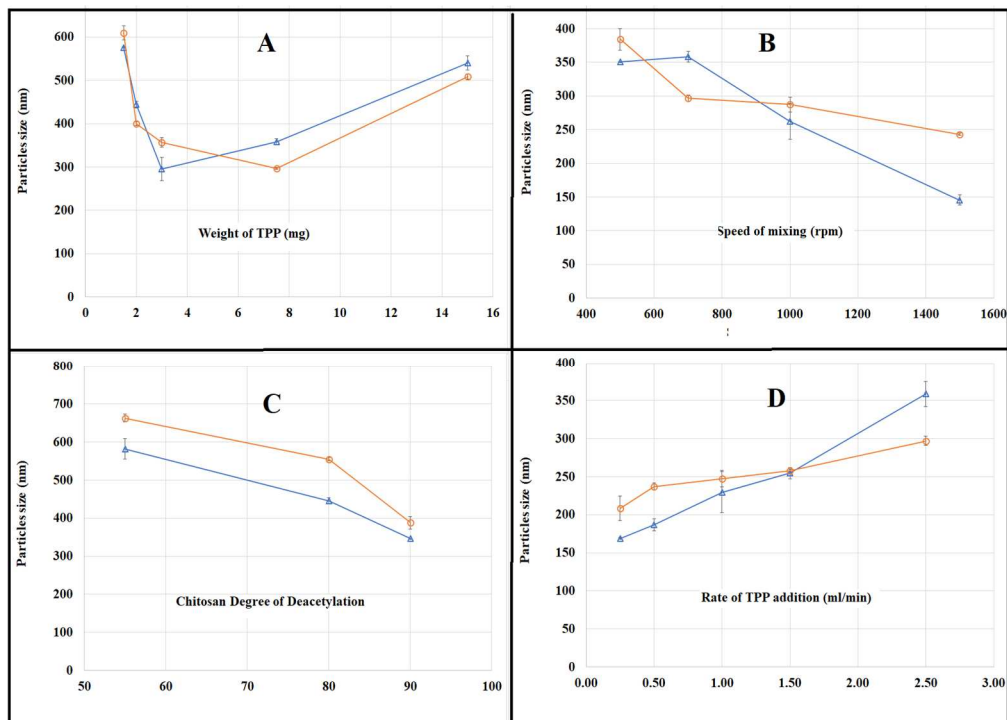 A
Particles size (nm)
600
500
400
300
200
100
0
0 2 4 6 8 10 12 14 16
Weight of TPP (mg)
B
Particles size (nm)
400
350
300
250
200
150
100
50
0
400 600 800 1000 1200 1400 1600
Speed of mixing (rpm)
C
Particles size (nm)
800
700
600
500
400
300
200
100
0
50 60 70 80 90 100
Chitosan Degree of Deacetylation
D
Particles size (nm)
400
350
300
250
200
150
100
50
0
0.00 0.50 1.00 1.50 2.00 2.50 3.00
Rate of TPP addition (ml/min)